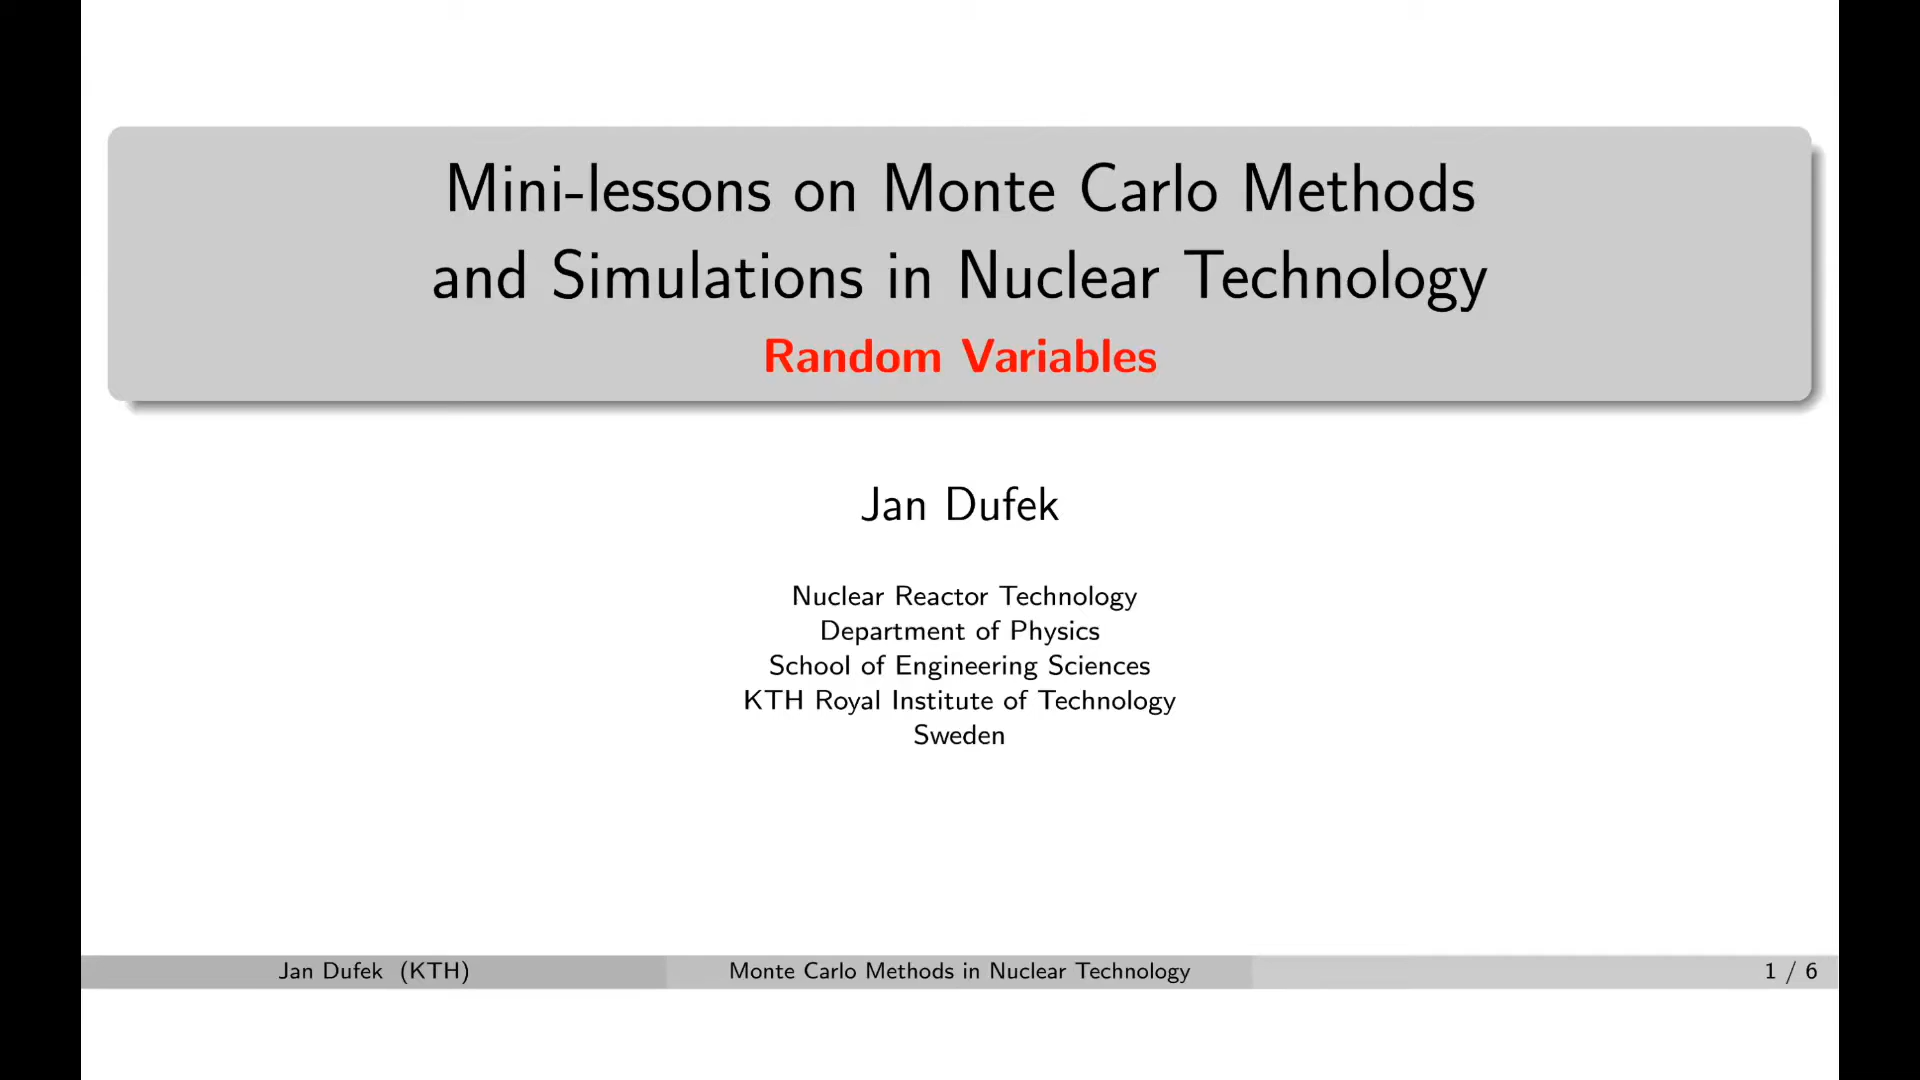 Mini-lessons on Monte Carlo Methods
and Simulations in Nuclear Technology
Random Variables
Jan Dufek
Nuclear Reactor Technology
Department of Physics
School of Engineering Sciences
KTH Royal Institute of Technology
Sweden
Jan Dufek (KTH)
Monte Carlo Methods in Nuclear Technology
1 / 6